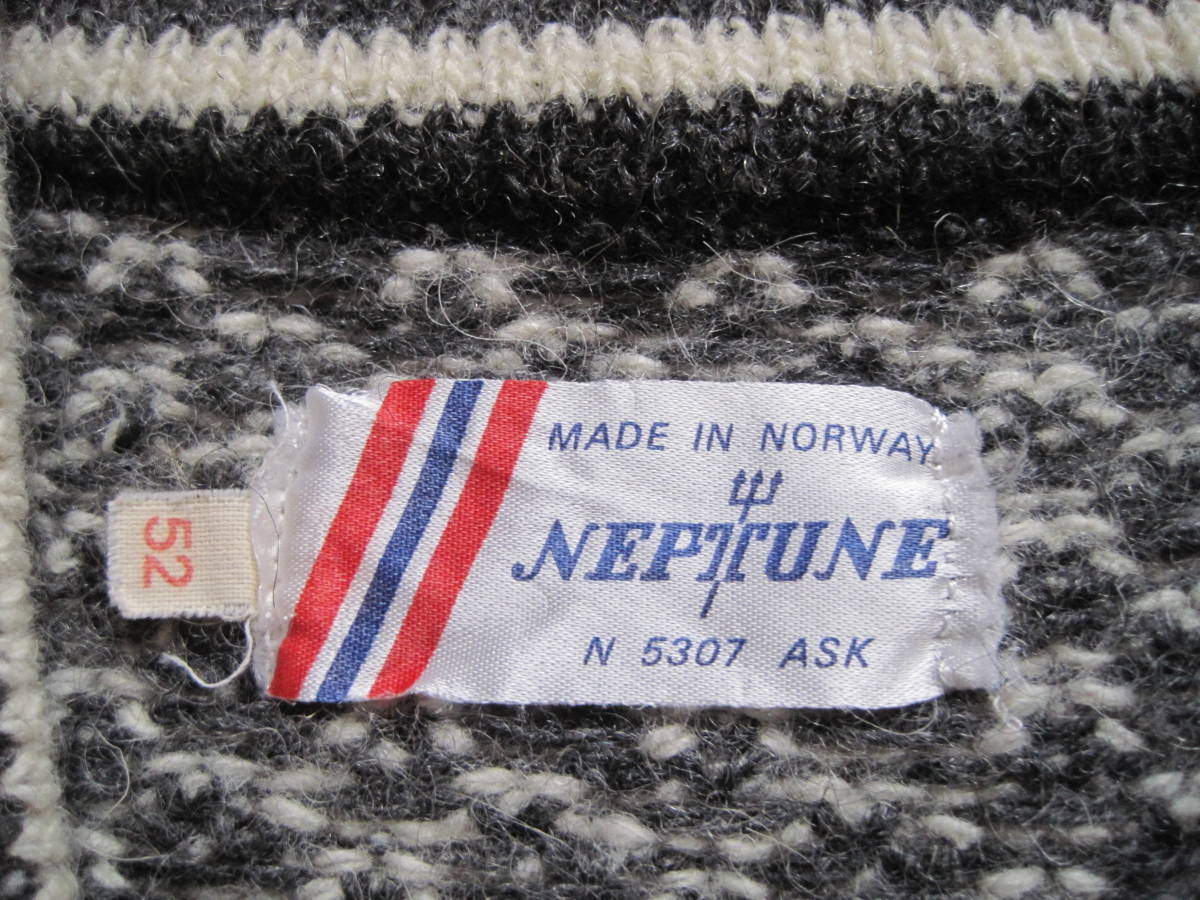 MADE IN NORWAY
NEPTUNE
N 5307 ASK
52